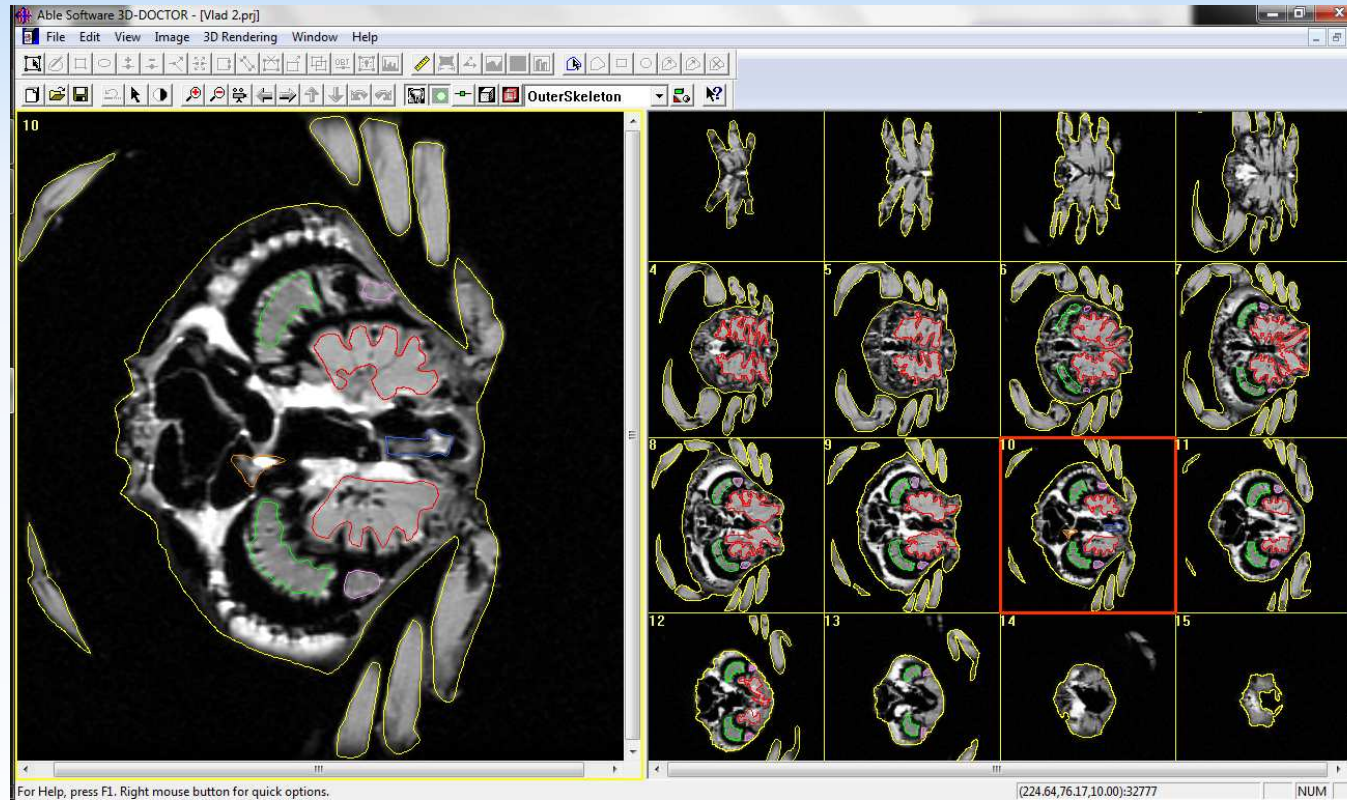 Able Software 3D-DOCTOR - [Vlad 2.prj]
File Edit View Image 3D Rendering Window Help
OBJ
OuterSkeleton
10
4 5 6 7
8 9 10 11
12 13 14 15
For Help, press F1. Right mouse button for quick options.
(224.64,76.17,10.00):32777
NUM